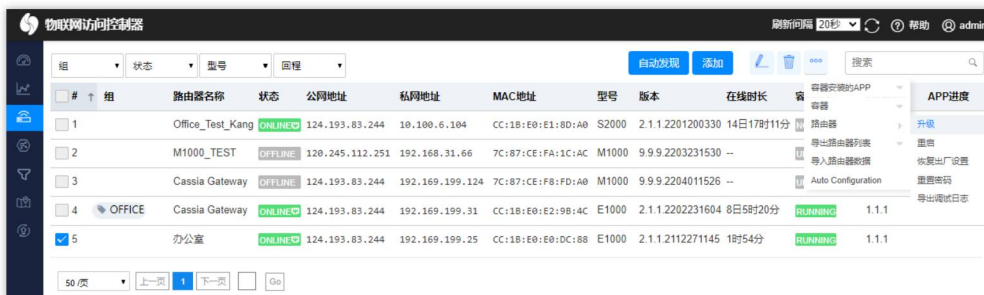 物联网访问控制器 刷新间隔 20秒 帮助 admin
组 状态 型号 回程 自动发现 添加 搜索
# 组 路由器名称 状态 公网地址 私网地址 MAC地址 型号 版本 在线时长 容 APP进度
容器安装的APP
容器
路由器
导出路由器列表
导入路由器数据
Auto Configuration
升级
重启
恢复出厂设置
重置密码
导出调试日志
1 Office_Test_Kang ONLINE 124.193.83.244 10.100.6.104 CC:1B:E0:E1:8D:A0 S2000 2.1.1.2201200330 14日17时11分
2 M1000_TEST OFFLINE 120.245.112.251 192.168.31.66 7C:87:CE:FA:1C:AC M1000 9.9.9.2203231530 --
3 Cassia Gateway OFFLINE 124.193.83.244 192.169.199.124 7C:87:CE:F8:FD:A0 M1000 9.9.9.2204011526 --
4 OFFICE Cassia Gateway ONLINE 124.193.83.244 192.169.199.31 CC:1B:E0:E2:9B:4C E1000 2.1.1.2202231604 8日5时20分 RUNNING 1.1.1
5 办公室 ONLINE 124.193.83.244 192.169.199.25 CC:1B:E0:E0:DC:88 E1000 2.1.1.2112271145 1时54分 RUNNING 1.1.1
50 /页 上一页 1 下一页 Go